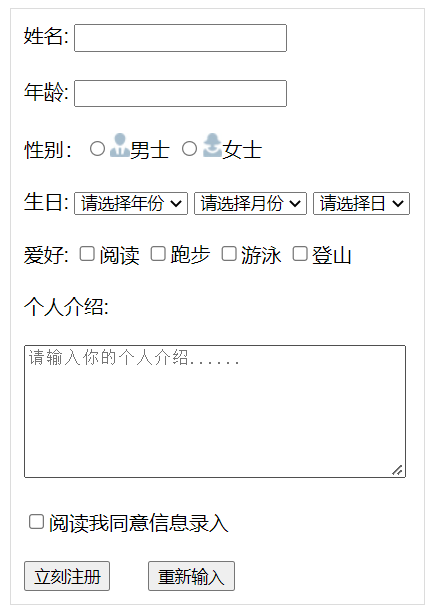 姓名:
年龄:
性别： 男士 女士
生日: 请选择年份 请选择月份 请选择日
爱好: 阅读 跑步 游泳 登山
个人介绍:
请输入你的个人介绍......
阅读我同意信息录入
立刻注册 重新输入